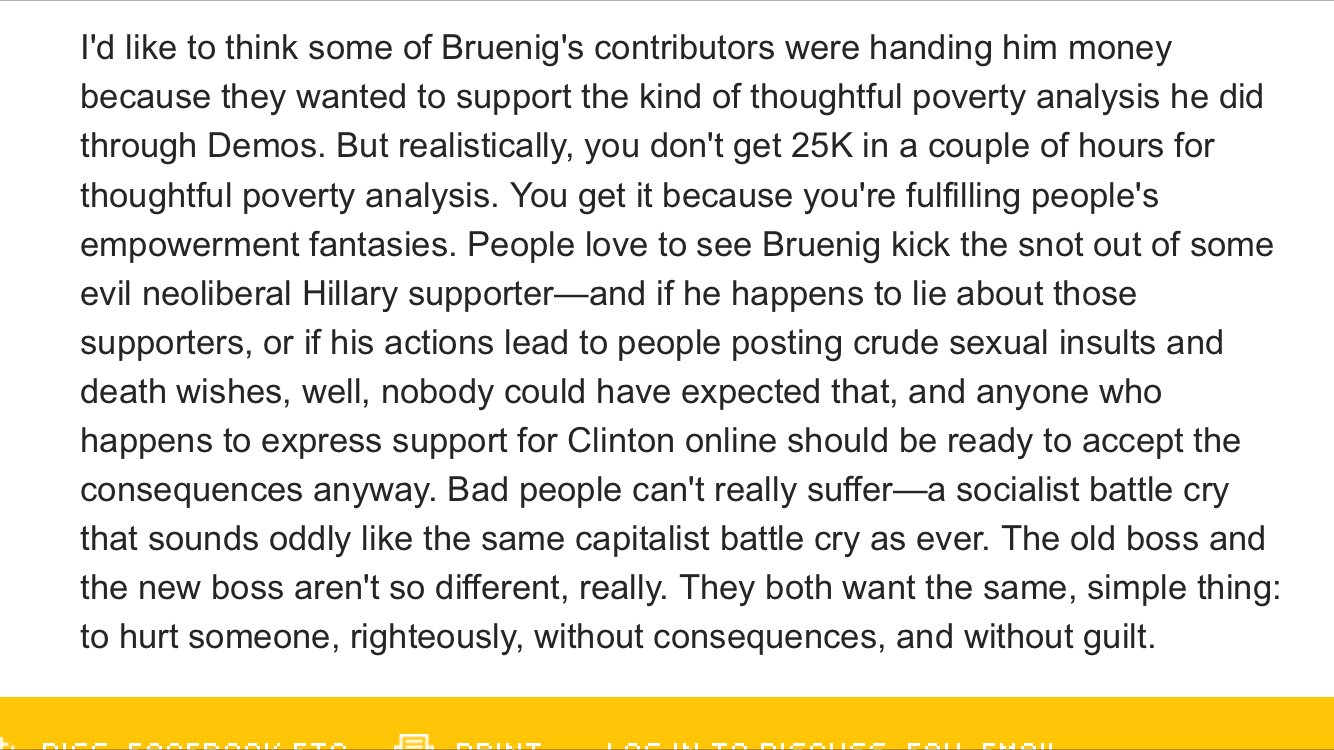 I'd like to think some of Bruenig's contributors were handing him money
because they wanted to support the kind of thoughtful poverty analysis he did
through Demos. But realistically, you don't get 25K in a couple of hours for
thoughtful poverty analysis. You get it because you're fulfilling people's
empowerment fantasies. People love to see Bruenig kick the snot out of some
evil neoliberal Hillary supporter—and if he happens to lie about those
supporters, or if his actions lead to people posting crude sexual insults and
death wishes, well, nobody could have expected that, and anyone who
happens to express support for Clinton online should be ready to accept the
consequences anyway. Bad people can't really suffer—a socialist battle cry
that sounds oddly like the same capitalist battle cry as ever. The old boss and
the new boss aren't so different, really. They both want the same, simple thing:
to hurt someone, righteously, without consequences, and without guilt.
PRINT LOG IN TO DISCUSS